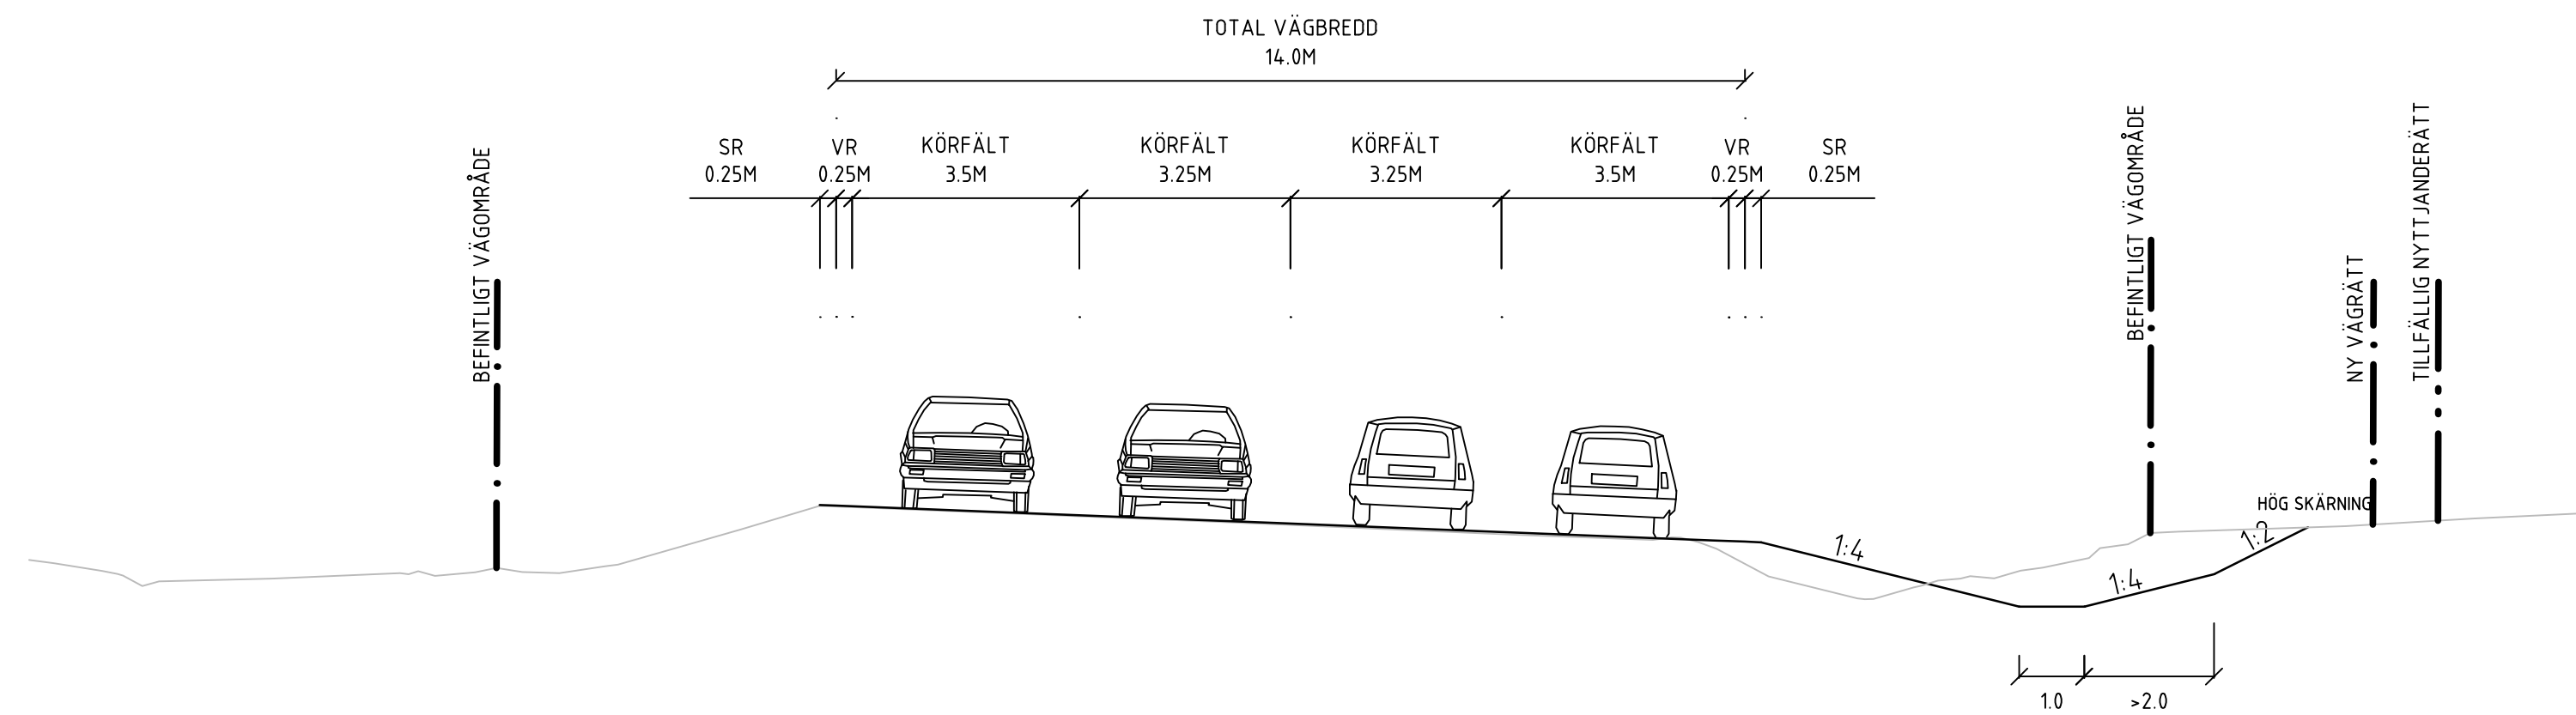 TOTAL VÄGBREDD
14.0M
SR
0.25M
VR
0.25M
KÖRFÄLT
3.5M
KÖRFÄLT
3.25M
KÖRFÄLT
3.25M
KÖRFÄLT
3.5M
VR
0.25M
SR
0.25M
BEFINTLIGT VÄGOMRÅDE
BEFINTLIGT VÄGOMRÅDE
NY VÄGRÄTT
TILLFÄLLIG NYTTJANDERÄTT
HÖG SKÄRNING
1:4
1:4
1:2
1.0
>2.0